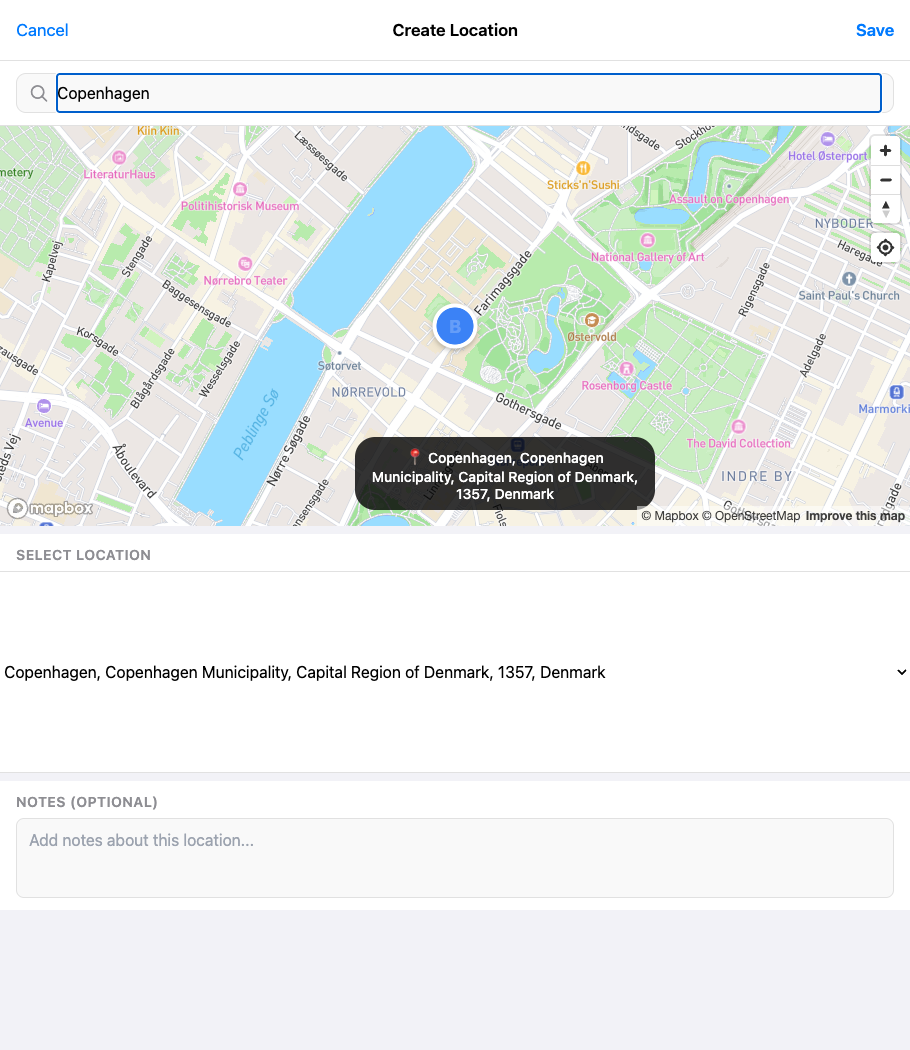 Cancel
Create Location
Save
Copenhagen
Klin Kiin
LiteraturHaus
metery
Politihistorisk Museum
Læssøesgade
Sticks'n'Sushi
ndsgade
Stockho
Hotel Østerport
Assault on Copenhagen
NYBODER
National Gallery of Art
Haregade
Saint Paul's Church
Kapelvej
Stengade
Nørrebro Teater
Baggesensgade
Farimagsgade
Rigensgade
B
Østervold
Korsgade
zausgade
Blågårdsgade
Wesselsgade
Søtorvet
NØRREVOLD
Rosenborg Castle
Adelgade
Marmorki
Avenue
Peblinge Sø
Gothersgade
The David Collection
Åboulevard
Nørre Søgade
INDRE BY
📍 Copenhagen, Copenhagen
Municipality, Capital Region of Denmark,
1357, Denmark
mapbox
© Mapbox © OpenStreetMap Improve this map
SELECT LOCATION
Copenhagen, Copenhagen Municipality, Capital Region of Denmark, 1357, Denmark
NOTES (OPTIONAL)
Add notes about this location...